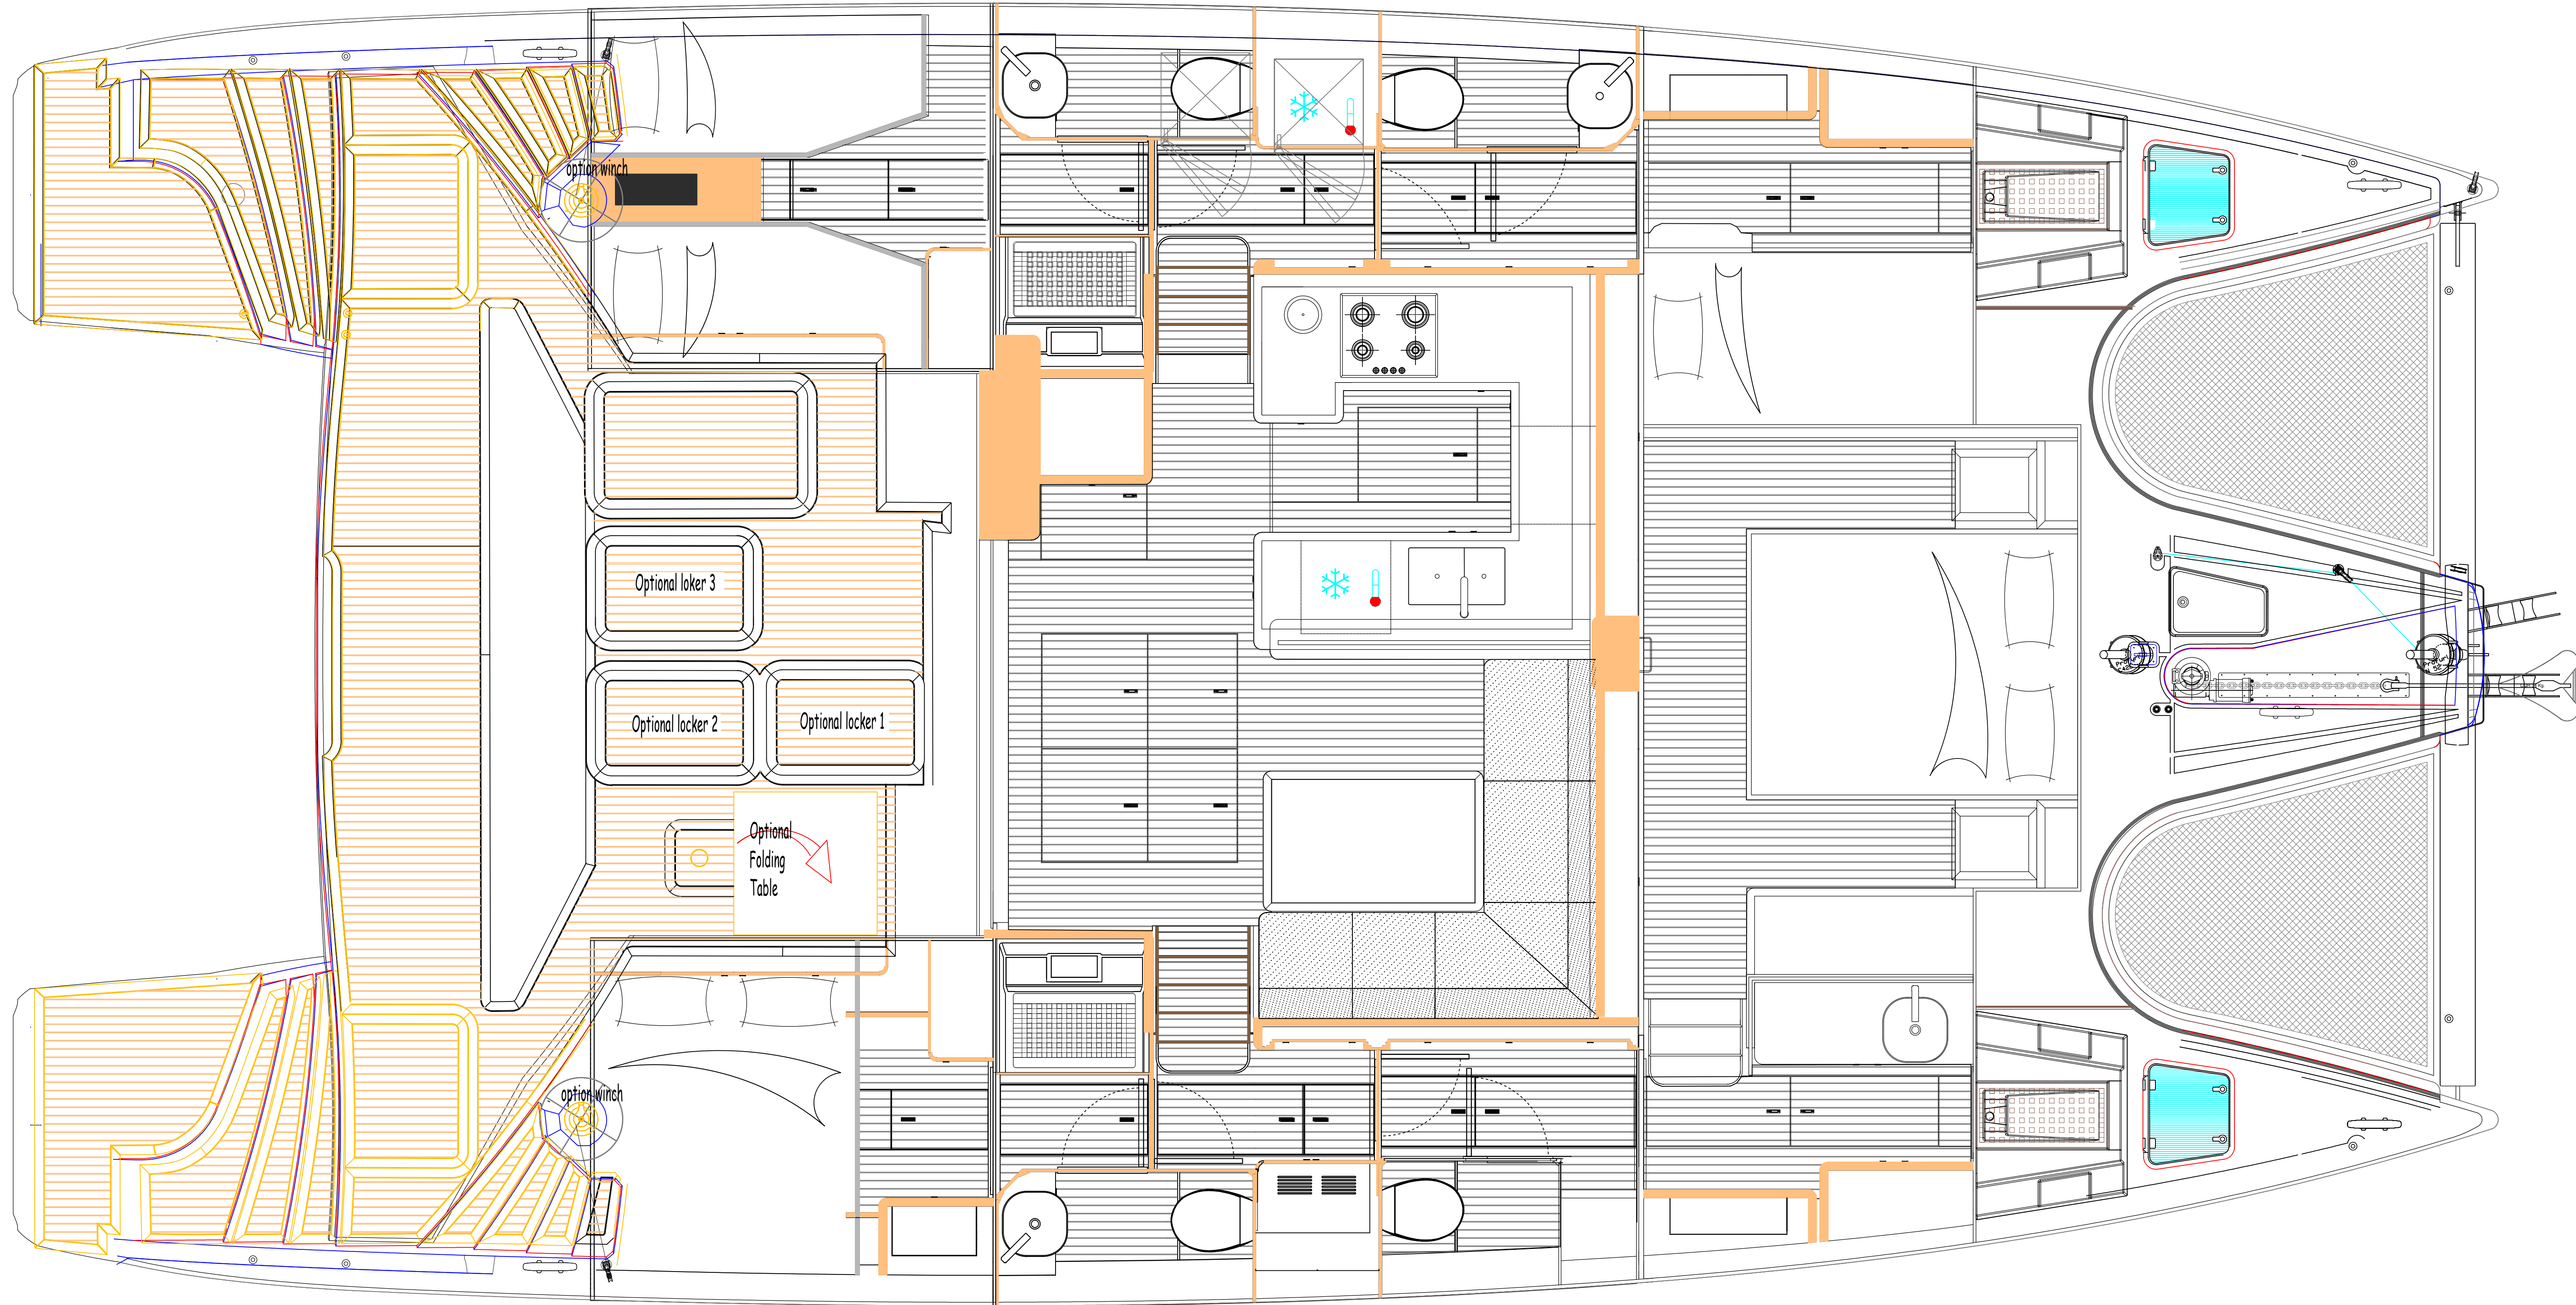 option winch
Optional loker 3
Optional locker 2
Optional locker 1
Optional
Folding
Table
option winch